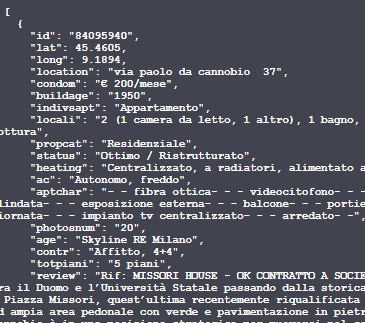 [
{
"id": "84095940",
"lat": 45.4605,
"long": 9.1894,
"location": "via paolo da cannobio  37",
"condom": "€ 200/mese",
"buildage": "1950",
"indivsapt": "Appartamento",
"locali": "2 (1 camera da letto, 1 altro), 1 bagno,
ottura",
"propcat": "Residenziale",
"status": "Ottimo / Ristrutturato",
"heating": "Centralizzato, a radiatori, alimentato a
"ac": "Autonomo, freddo",
"aptchar": "- - fibra ottica- - - videocitofono- - -
lindata- - - esposizione esterna- - - balcone- - - portie
iornata- - - impianto tv centralizzato- - - arredato- -",
"photosnum": "20",
"age": "Skyline RE Milano",
"contr": "Affitto, 4+4",
"totpiani": "5 piani",
"review": "Rif: MISSORI HOUSE - OK CONTRATTO A SOCIE
ra il Duomo e l'Università Statale passando dalla storica
Piazza Missori, quest'ultima recentemente riqualificata
d ampia area pedonale con verde e pavimentazione in piet